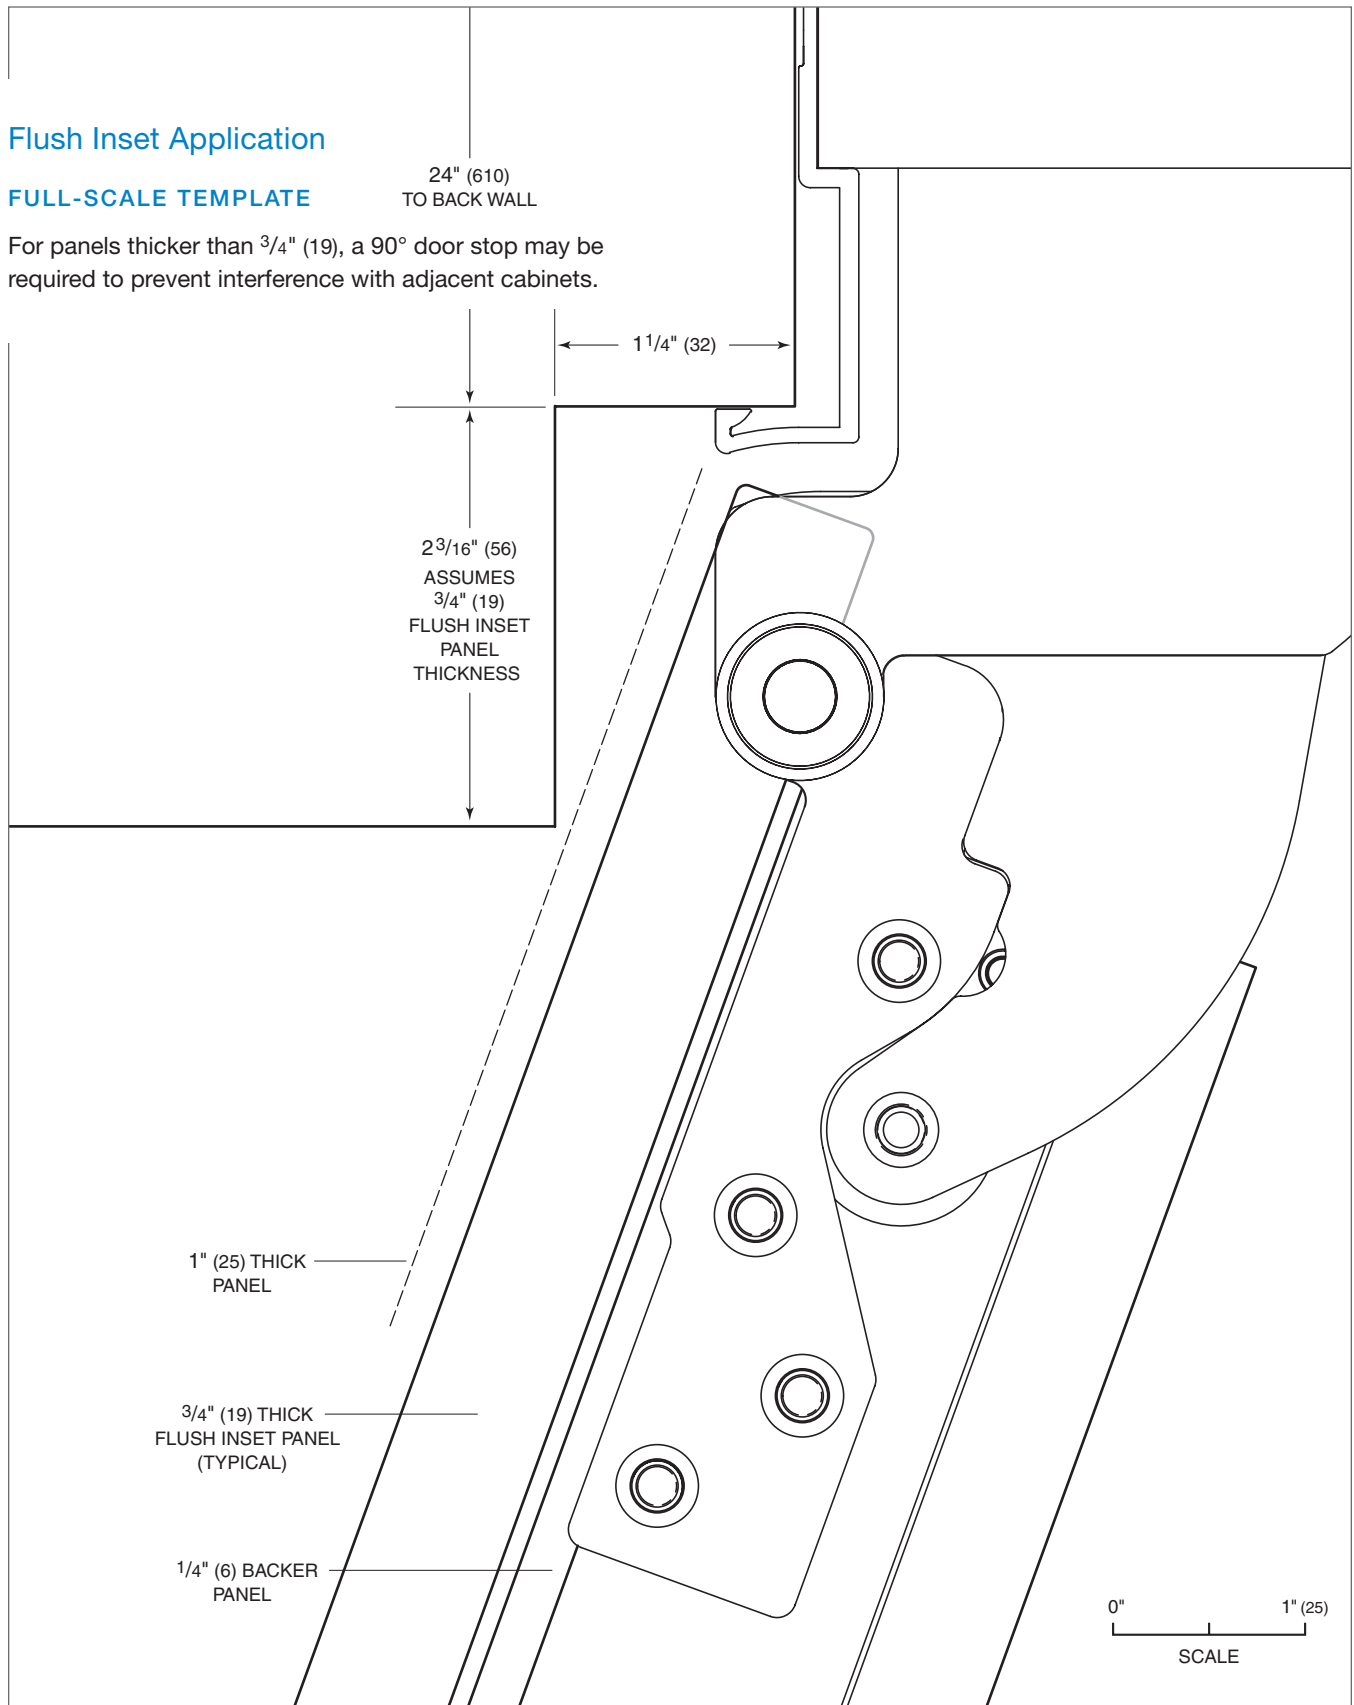 Flush Inset Application
FULL-SCALE TEMPLATE
24" (610)
TO BACK WALL
For panels thicker than 3/4" (19), a 90° door stop may be
required to prevent interference with adjacent cabinets.
1 1/4" (32)
2 3/16" (56)
ASSUMES
3/4" (19)
FLUSH INSET
PANEL
THICKNESS
1" (25) THICK
PANEL
3/4" (19) THICK
FLUSH INSET PANEL
(TYPICAL)
1/4" (6) BACKER
PANEL
0" 1" (25)
SCALE